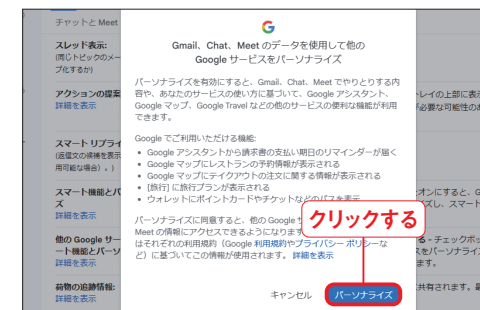 チャットと Meet
スレッド表示:
(同じトピックのメー
プ化するか)
アクションの提案
詳細を表示
スマート リプライ
(返信文の候補を表示
用可能な場合) 。)
スマート機能とパ
ズ
詳細を表示
他の Google サー
ート機能とパーソ
詳細を表示
荷物の追跡情報:
詳細を表示
G
Gmail、Chat、Meet のデータを使用して他の
Google サービスをパーソナライズ
パーソナライズを有効にすると、Gmail、Chat、Meet でやりとりする内
容や、あなたのサービスの使い方に基づいて、Google アシスタント、
Google マップ、Google Travel などの他のサービスの便利な機能が利用
できます。
Google でご利用いただける機能:
• Google アシスタントから請求書の支払い期日のリマインダーが届く
• Google マップにレストランの予約情報が表示される
• Google マップにテイクアウトの注文に関する情報が表示される
• [旅行] に旅行プランが表示される
• ウォレットにポイントカードやチケットなどのパスを表示
パーソナライズに同意すると、他の Google サ
Meet の情報にアクセスできるようになります
はそれぞれの利用規約（Google 利用規約やプライバシー ポリシーな
ど）に基づいてこの情報が使用されます。 詳細を表示
クリックする
キャンセル
パーソナライズ
トレイの上部に表示
必要な可能性のあ
オンにすると、G
ズし、スマート
る - チェックボッ
スをパーソナライズ
ます。
共有されます。最